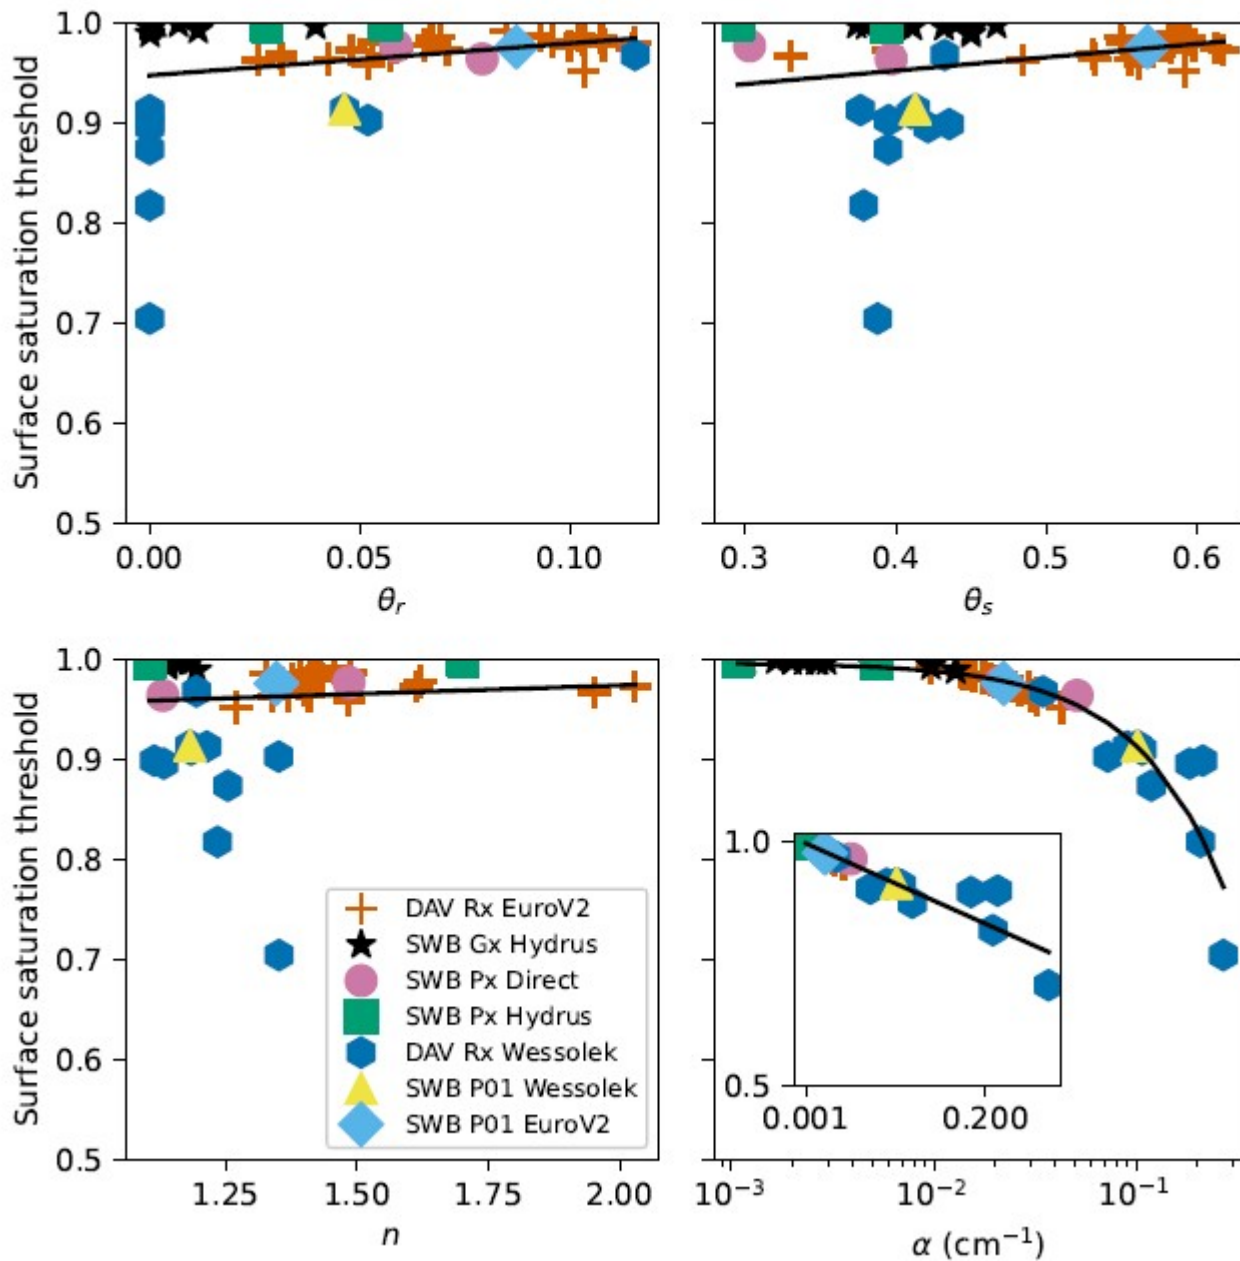 Surface saturation threshold
1.0
0.9
0.8
0.7
0.6
0.5
0.00
0.05
0.10
θr
0.3
0.4
0.5
0.6
θs
Surface saturation threshold
1.0
0.9
0.8
0.7
0.6
0.5
1.25
1.50
1.75
2.00
n
DAV Rx EuroV2
SWB Gx Hydrus
SWB Px Direct
SWB Px Hydrus
DAV Rx Wessolek
SWB P01 Wessolek
SWB P01 EuroV2
1.0
0.5
0.001
0.200
10⁻³
10⁻²
10⁻¹
α (cm⁻¹)